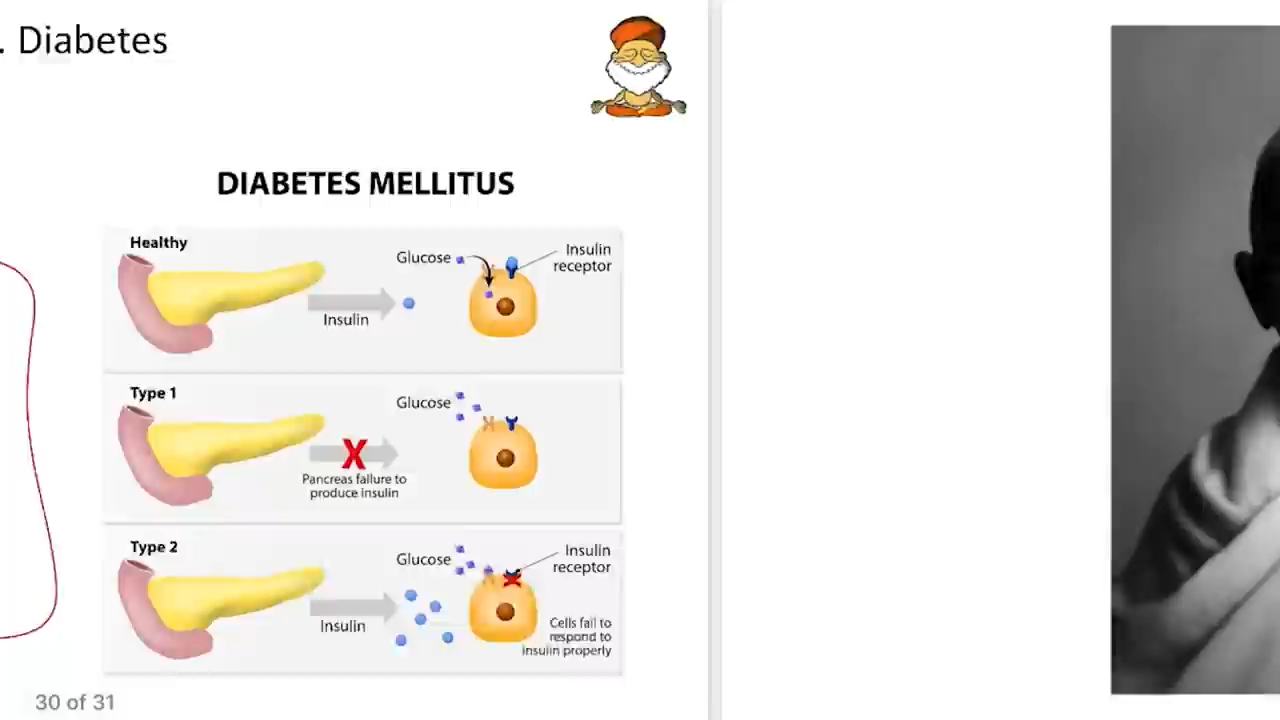 . Diabetes
DIABETES MELLITUS
Healthy
Glucose
Insulin
receptor
Insulin
Type 1
Glucose
Pancreas failure to
produce insulin
Type 2
Glucose
Insulin
receptor
Insulin
Cells fail to
respond to
insulin properly
30 of 31